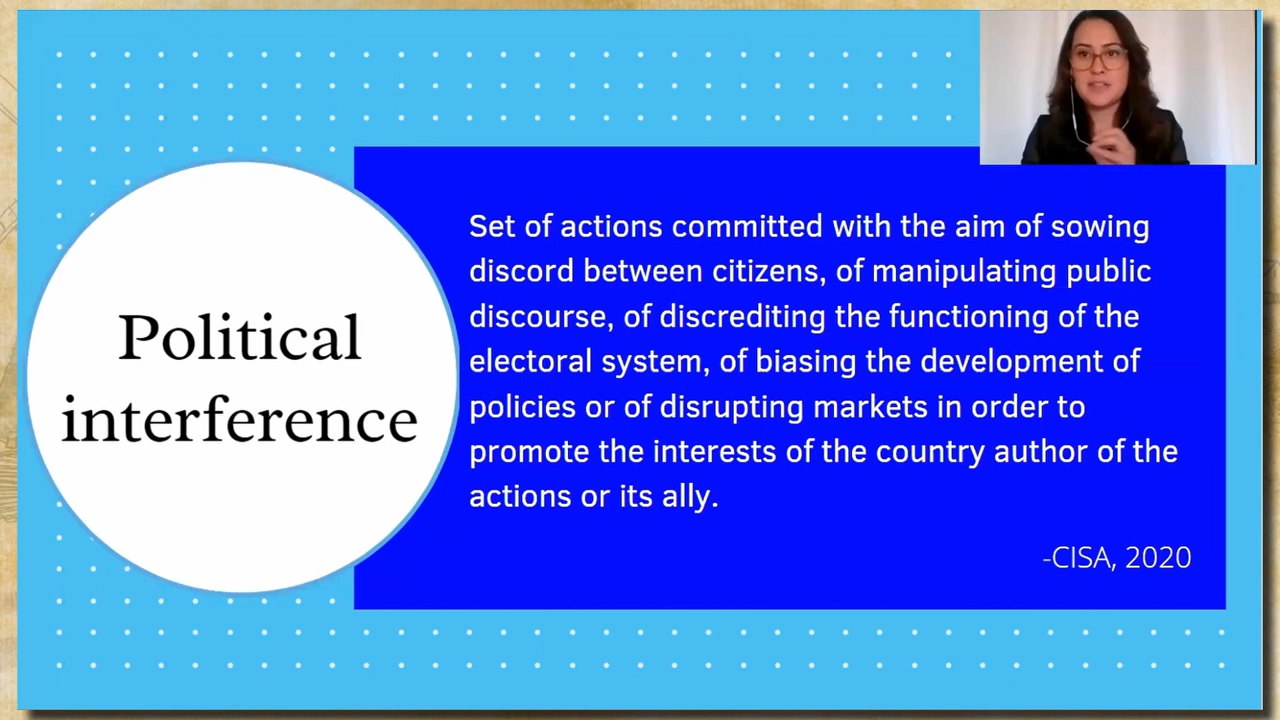 Political
interference
Set of actions committed with the aim of sowing
discord between citizens, of manipulating public
discourse, of discrediting the functioning of the
electoral system, of biasing the development of
policies or of disrupting markets in order to
promote the interests of the country author of the
actions or its ally.
-CISA, 2020